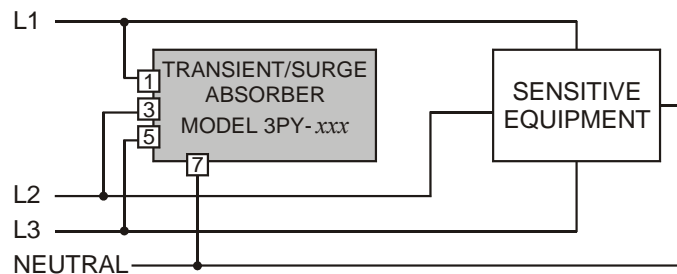 L1
1
TRANSIENT/SURGE
ABSORBER
MODEL 3PY-xxx
3
5
7
SENSITIVE
EQUIPMENT
L2
L3
NEUTRAL